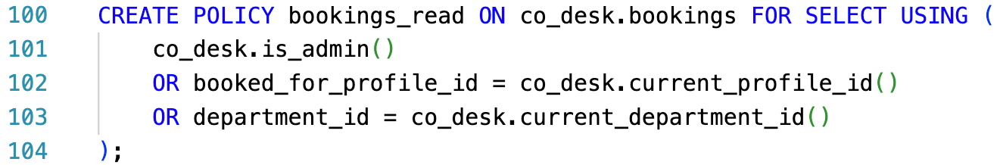 100 CREATE POLICY bookings_read ON co_desk.bookings FOR SELECT USING (
101 co_desk.is_admin()
102 OR booked_for_profile_id = co_desk.current_profile_id()
103 OR department_id = co_desk.current_department_id()
104 );